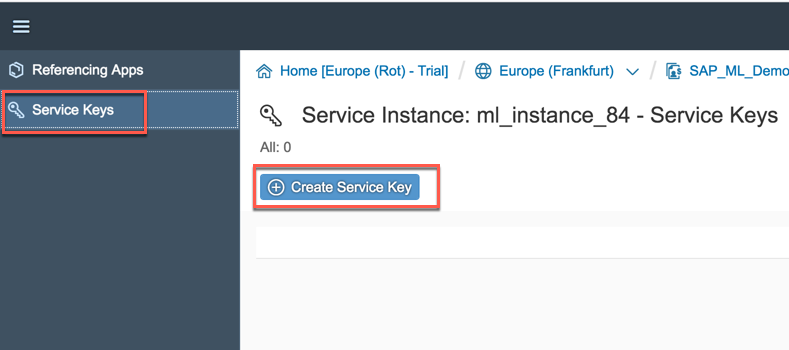 Referencing Apps
Service Keys
Home [Europe (Rot) - Trial] / Europe (Frankfurt) / SAP_ML_Demo
Service Instance: ml_instance_84 - Service Keys
All: 0
Create Service Key